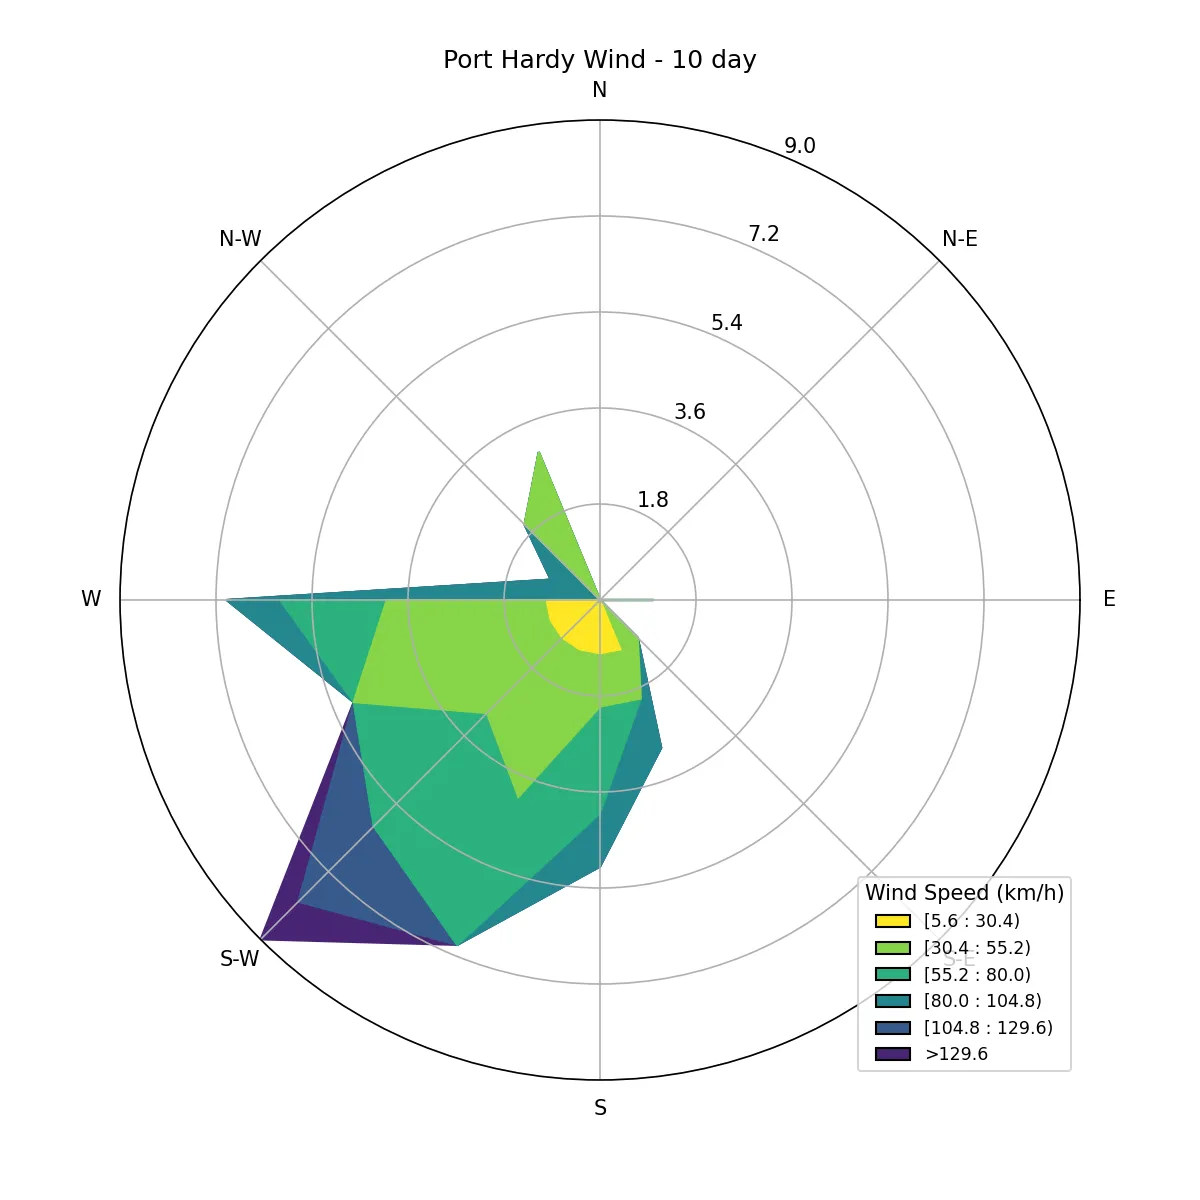 Port Hardy Wind - 10 day
N
9.0
N-W
N-E
7.2
5.4
3.6
1.8
W
E
S-W
S-E
S
Wind Speed (km/h)
[5.6 : 30.4)
[30.4 : 55.2)
[55.2 : 80.0)
[80.0 : 104.8)
[104.8 : 129.6)
>129.6